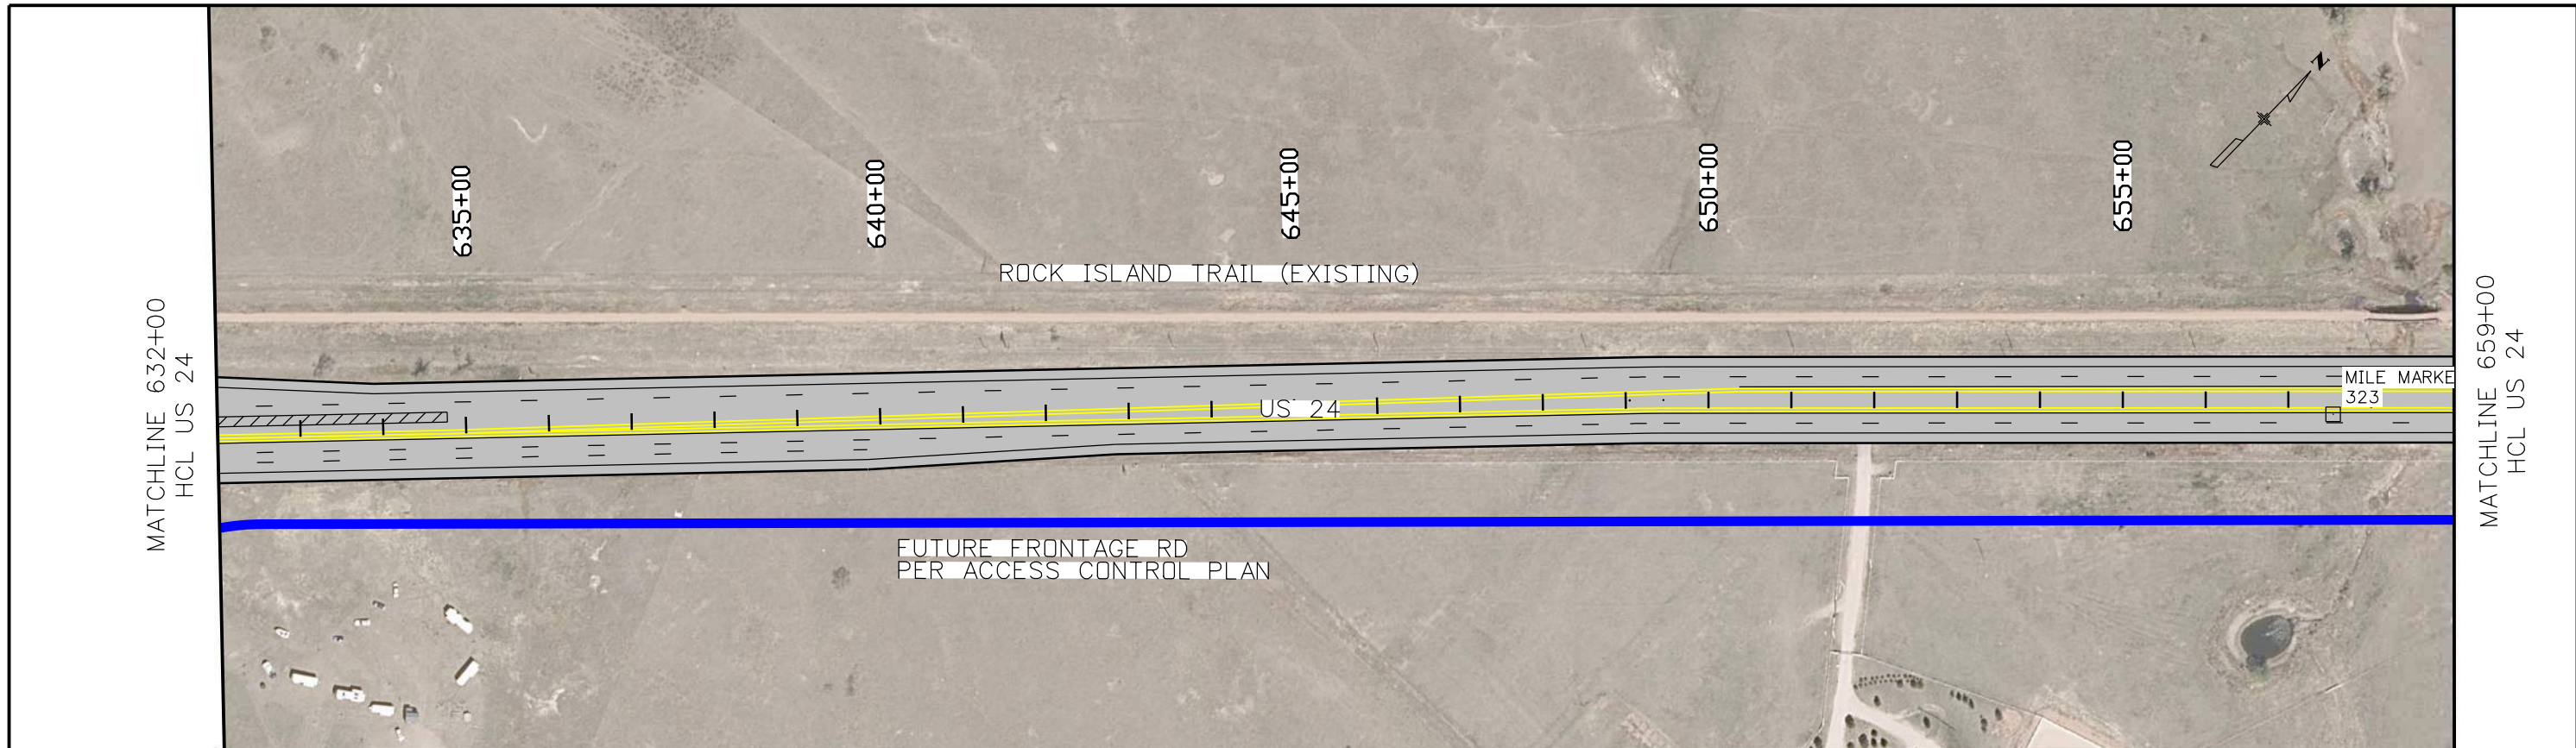 N
635+00
640+00
645+00
650+00
655+00
ROCK ISLAND TRAIL (EXISTING)
MATCHLINE 632+00
HCL US 24
US 24
MILE MARKE
323
MATCHLINE 659+00
HCL US 24
FUTURE FRONTAGE RD
PER ACCESS CONTROL PLAN